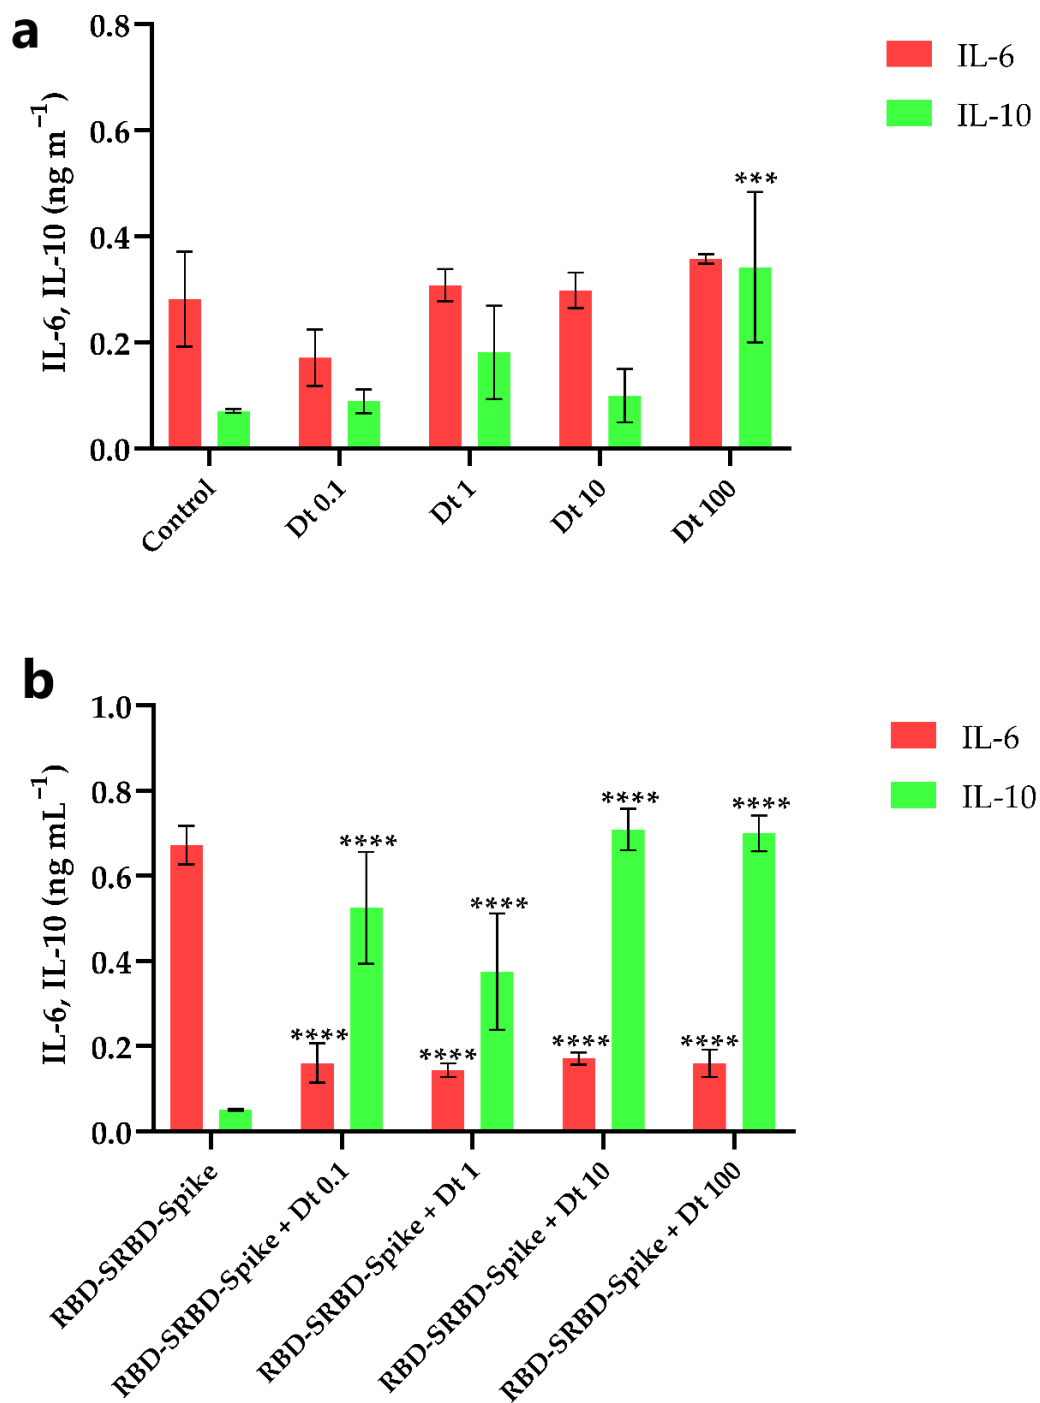 a
IL-6, IL-10 (ng m⁻¹)
0.8
0.6
0.4
0.2
0.0
***
Control
Dt 0.1
Dt 1
Dt 10
Dt 100
IL-6
IL-10
b
IL-6, IL-10 (ng mL⁻¹)
1.0
0.8
0.6
0.4
0.2
0.0
****
****
****
****
****
****
****
****
RBD-SRBD-Spike
RBD-SRBD-Spike + Dt 0.1
RBD-SRBD-Spike + Dt 1
RBD-SRBD-Spike + Dt 10
RBD-SRBD-Spike + Dt 100
IL-6
IL-10